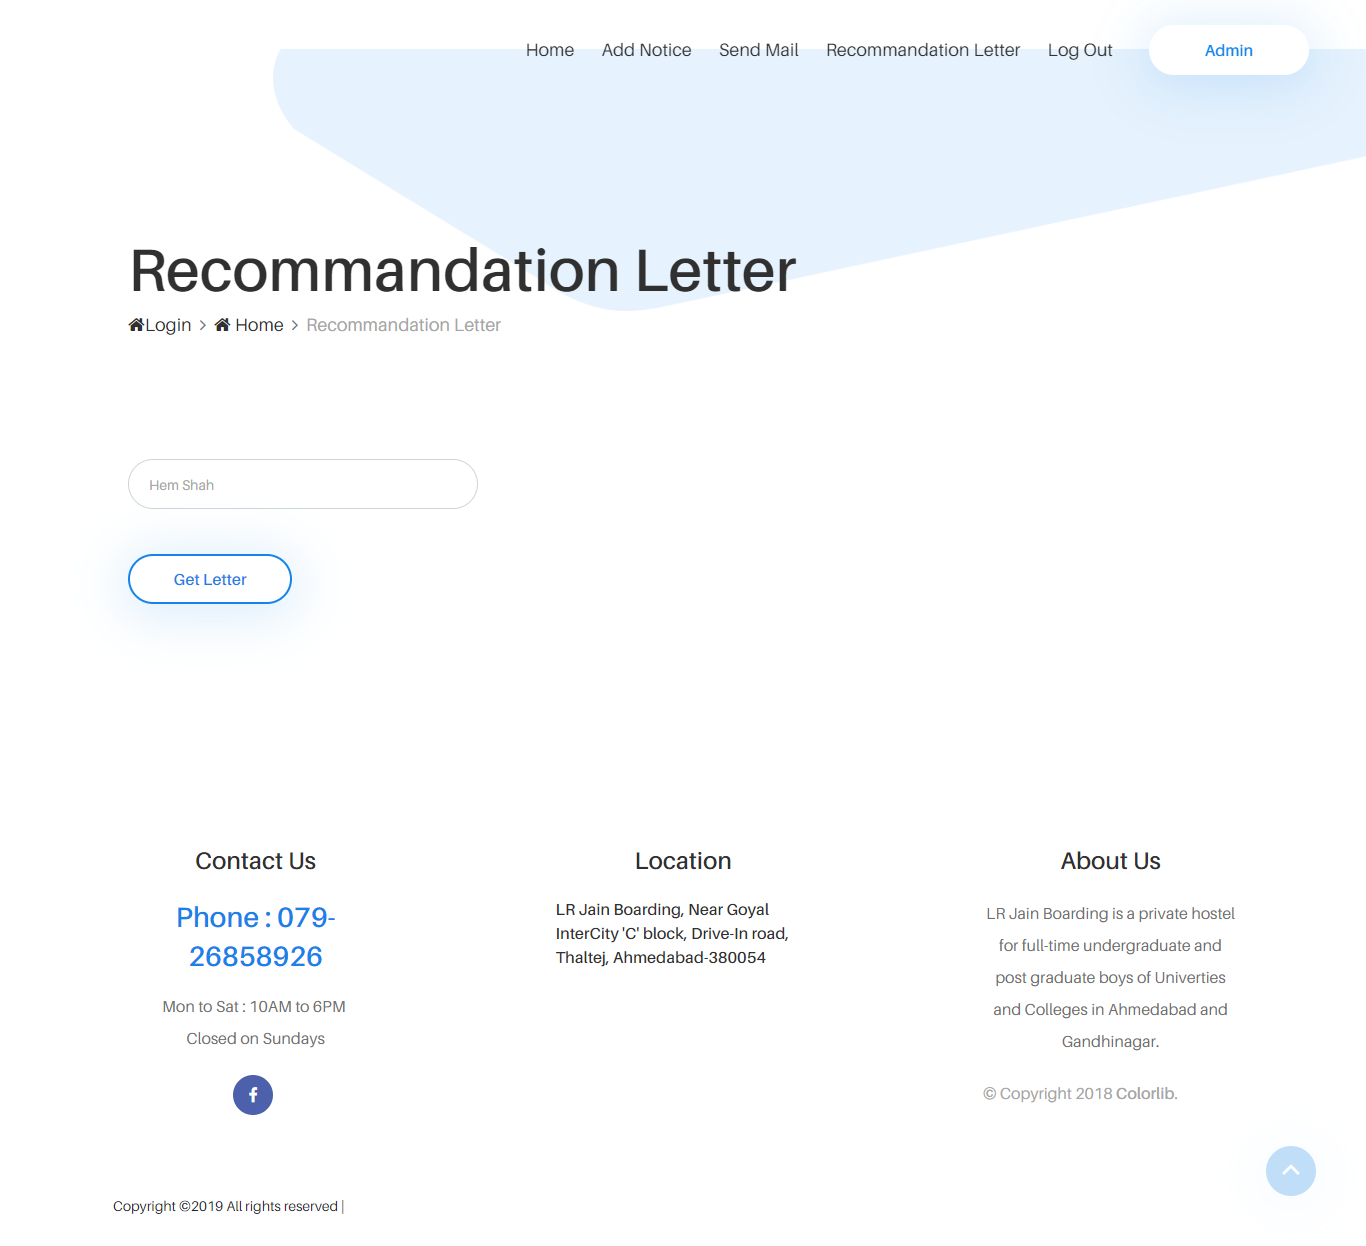 Home Add Notice Send Mail Recommandation Letter Log Out Admin
Recommandation Letter
Login > Home > Recommandation Letter
Hem Shah
Get Letter
Contact Us
Phone : 079-
26858926
Mon to Sat : 10AM to 6PM
Closed on Sundays
Location
LR Jain Boarding, Near Goyal
InterCity 'C' block, Drive-In road,
Thaltej, Ahmedabad-380054
About Us
LR Jain Boarding is a private hostel
for full-time undergraduate and
post graduate boys of Univerties
and Colleges in Ahmedabad and
Gandhinagar.
© Copyright 2018 Colorlib.
Copyright ©2019 All rights reserved |